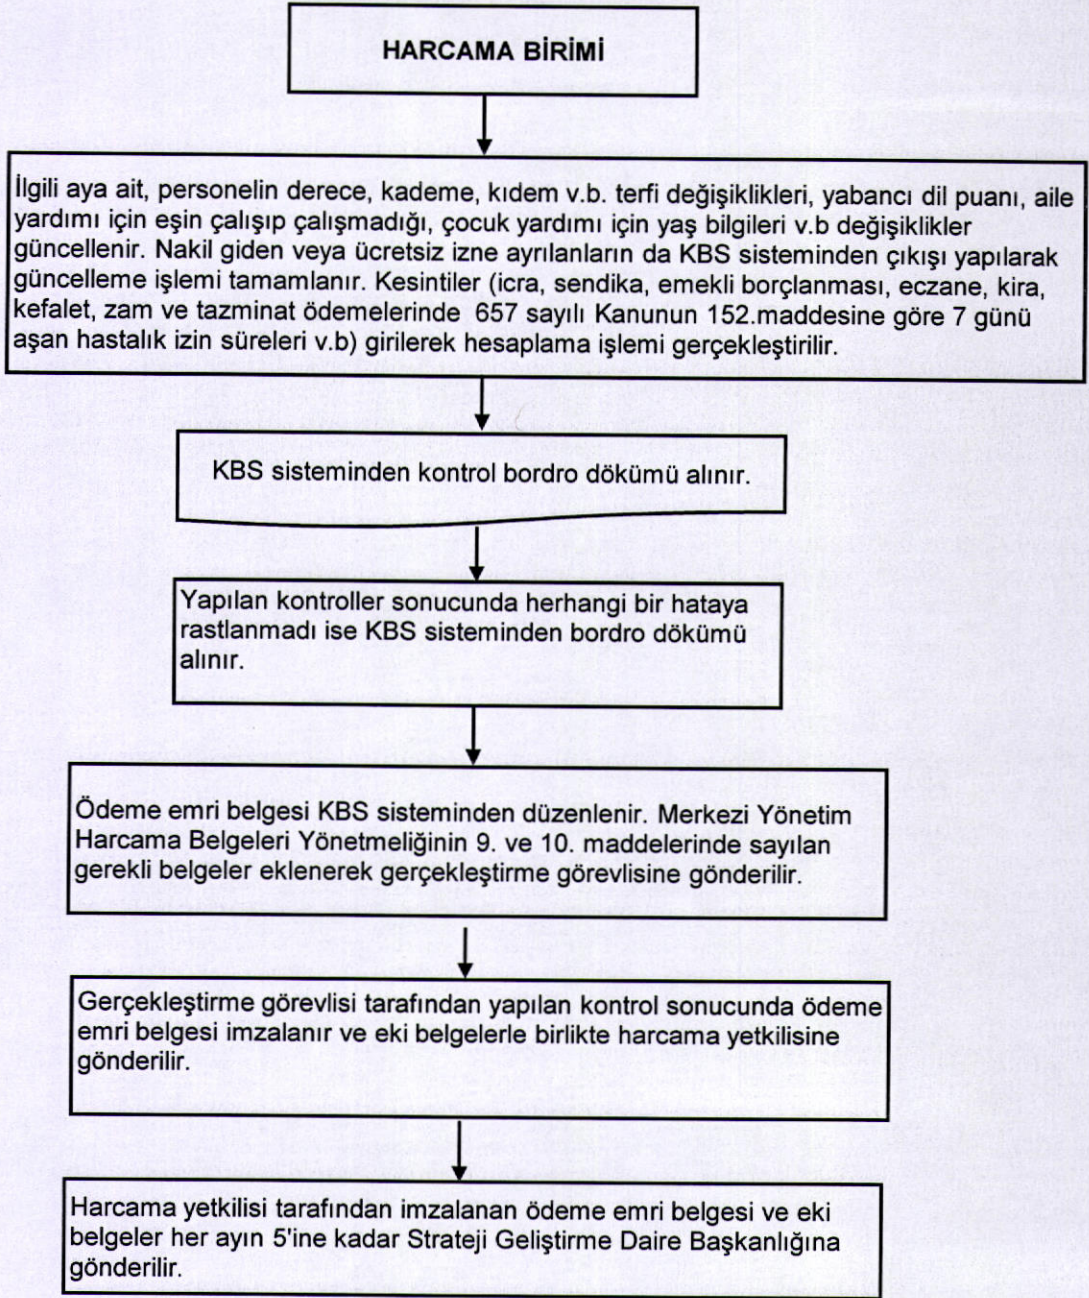 HARCAMA BİRİMİ
İlgili aya ait, personelin derece, kademe, kıdem v.b. terfi değişiklikleri, yabancı dil puanı, aile
yardımı için eşin çalışıp çalışmadığı, çocuk yardımı için yaş bilgileri v.b değişiklikler
güncellenir. Nakil giden veya ücretsiz izne ayrılanların da KBS sisteminden çıkışı yapılarak
güncelleme işlemi tamamlanır. Kesintiler (icra, sendika, emekli borçlanması, eczane, kira,
kefalet, zam ve tazminat ödemelerinde 657 sayılı Kanunun 152.maddesine göre 7 günü
aşan hastalık izin süreleri v.b) girilerek hesaplama işlemi gerçekleştirilir.
KBS sisteminden kontrol bordro dökümü alınır.
Yapılan kontroller sonucunda herhangi bir hataya
rastlanmadı ise KBS sisteminden bordro dökümü
alınır.
Ödeme emri belgesi KBS sisteminden düzenlenir. Merkezi Yönetim
Harcama Belgeleri Yönetmeliğinin 9. ve 10. maddelerinde sayılan
gerekli belgeler eklenerek gerçekleştirme görevlisine gönderilir.
Gerçekleştirme görevlisi tarafından yapılan kontrol sonucunda ödeme
emri belgesi imzalanır ve eki belgelerle birlikte harcama yetkilisine
gönderilir.
Harcama yetkilisi tarafından imzalanan ödeme emri belgesi ve eki
belgeler her ayın 5'ine kadar Strateji Geliştirme Daire Başkanlığına
gönderilir.